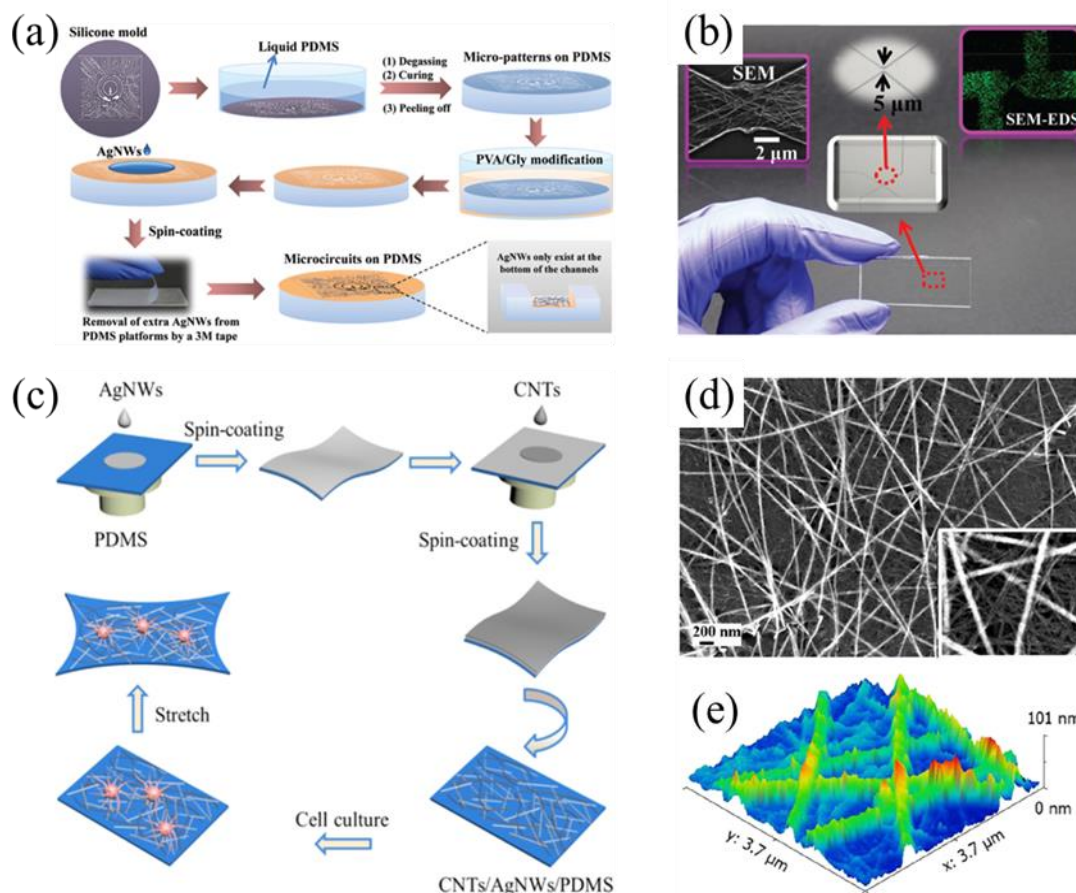 (a)
Silicone mold
Liquid PDMS
(1) Degassing
(2) Curing
(3) Peeling off
Micro-patterns on PDMS
AgNWs
PVA/Gly modification
Spin-coating
Microcircuits on PDMS
AgNWs only exist at the
bottom of the channels
Removal of extra AgNWs from
PDMS platforms by a 3M tape
(b)
SEM
2 μm
5 μm
SEM-EDS
(c)
AgNWs
Spin-coating
CNTs
PDMS
Spin-coating
Stretch
Cell culture
CNTs/AgNWs/PDMS
(d)
200 nm
(e)
101 nm
0 nm
y: 3.7 μm
x: 3.7 μm